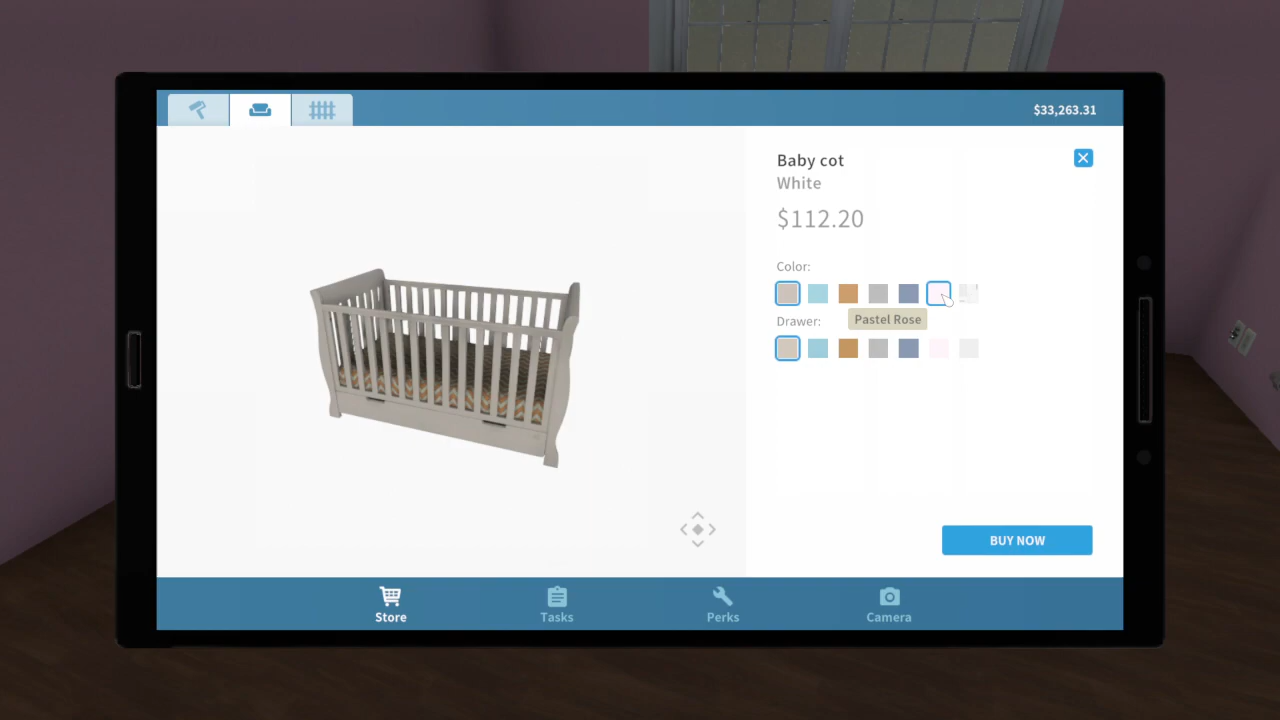 $33,263.31
Baby cot
White
$112.20
Color:
Pastel Rose
Drawer:
BUY NOW
Store
Tasks
Perks
Camera